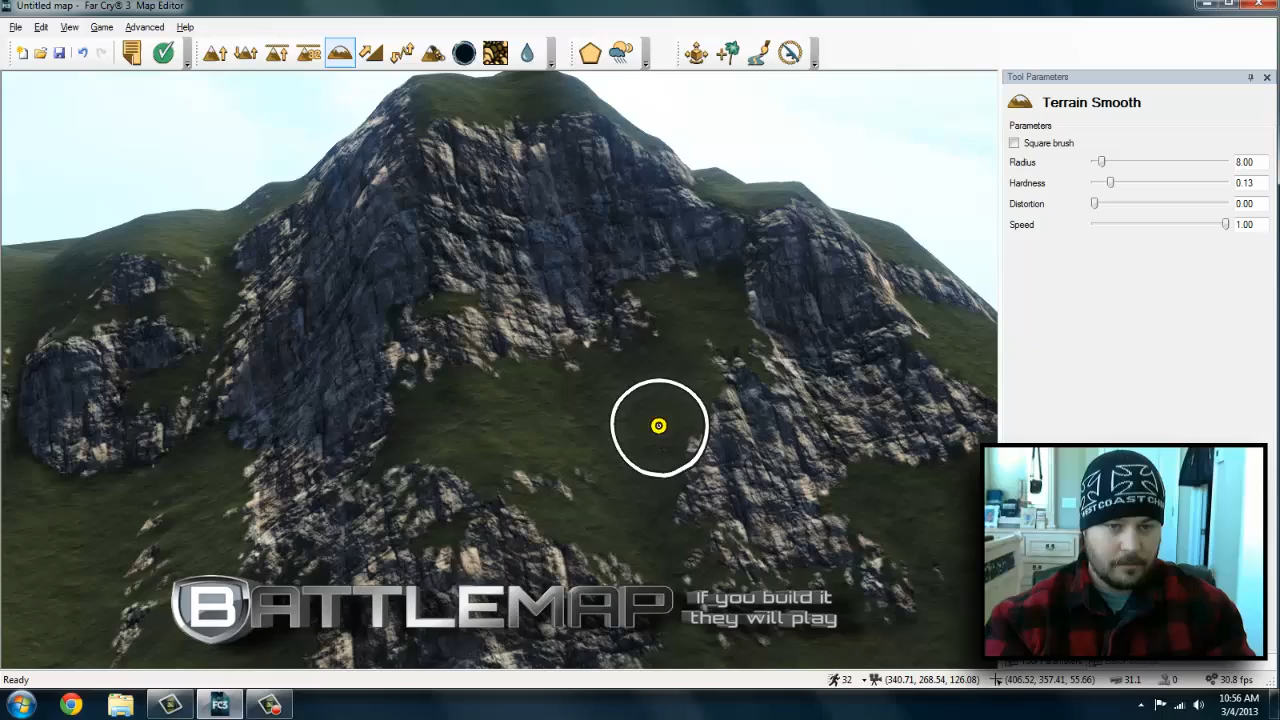 Untitled map - Far Cry® 3 Map Editor
File Edit View Game Advanced Help
Tool Parameters
Terrain Smooth
Parameters
Square brush
Radius 8.00
Hardness 0.13
Distortion 0.00
Speed 1.00
BATTLEMAP
If you build it
they will play
Ready
32
(340.71, 268.54, 126.08)
(406.52, 357.41, 55.66)
31.1
0
30.8 fps
FC3
10:56 AM
3/4/2013